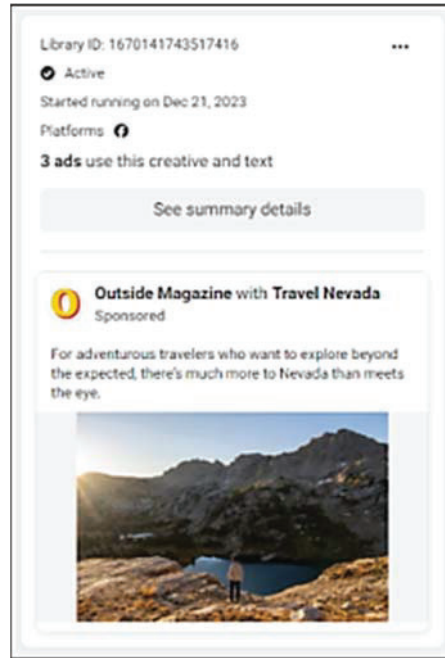 Library ID: 1670141743517416
Active
Started running on Dec 21, 2023
Platforms
3 ads use this creative and text
See summary details
Outside Magazine with Travel Nevada
Sponsored
For adventurous travelers who want to explore beyond
the expected, there's much more to Nevada than meets
the eye.